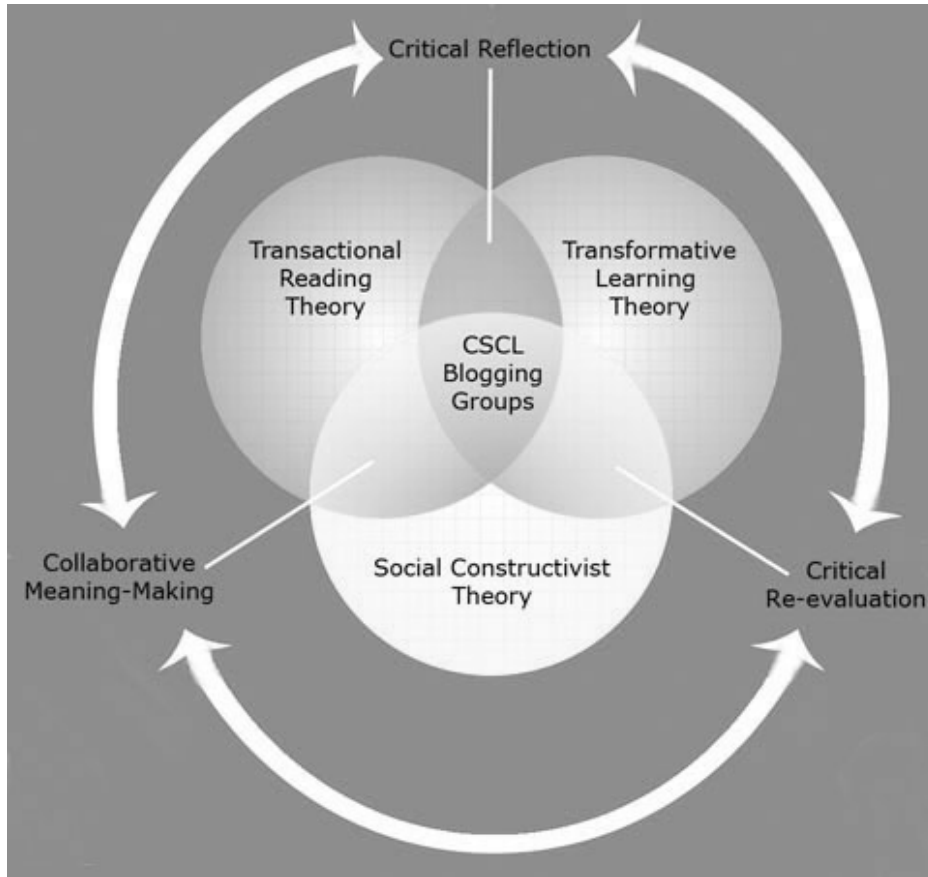 Critical Reflection
Transactional
Reading
Theory
Transformative
Learning
Theory
CSCL
Blogging
Groups
Collaborative
Meaning-Making
Social Constructivist
Theory
Critical
Re-evaluation